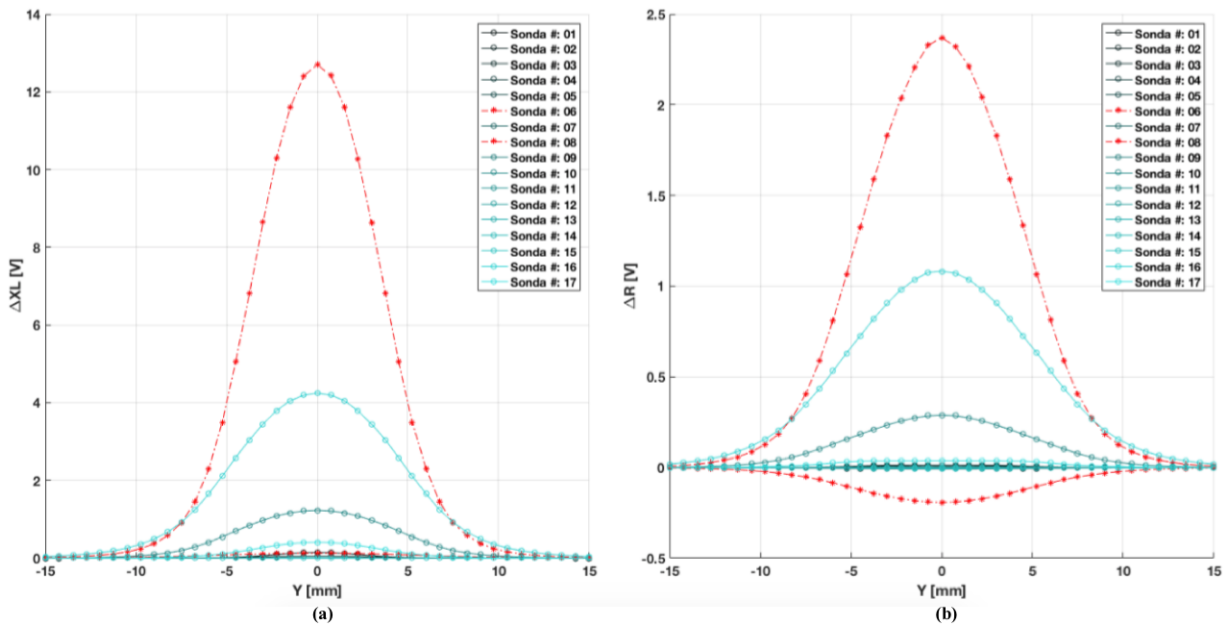 14
12
10
8
6
4
2
0
ΔXL [V]
-15
-10
-5
0
5
10
15
Y [mm]
Sonda #: 01
Sonda #: 02
Sonda #: 03
Sonda #: 04
Sonda #: 05
Sonda #: 06
Sonda #: 07
Sonda #: 08
Sonda #: 09
Sonda #: 10
Sonda #: 11
Sonda #: 12
Sonda #: 13
Sonda #: 14
Sonda #: 15
Sonda #: 16
Sonda #: 17
(a)
2.5
2
1.5
1
0.5
0
-0.5
ΔR [V]
-15
-10
-5
0
5
10
15
Y [mm]
Sonda #: 01
Sonda #: 02
Sonda #: 03
Sonda #: 04
Sonda #: 05
Sonda #: 06
Sonda #: 07
Sonda #: 08
Sonda #: 09
Sonda #: 10
Sonda #: 11
Sonda #: 12
Sonda #: 13
Sonda #: 14
Sonda #: 15
Sonda #: 16
Sonda #: 17
(b)